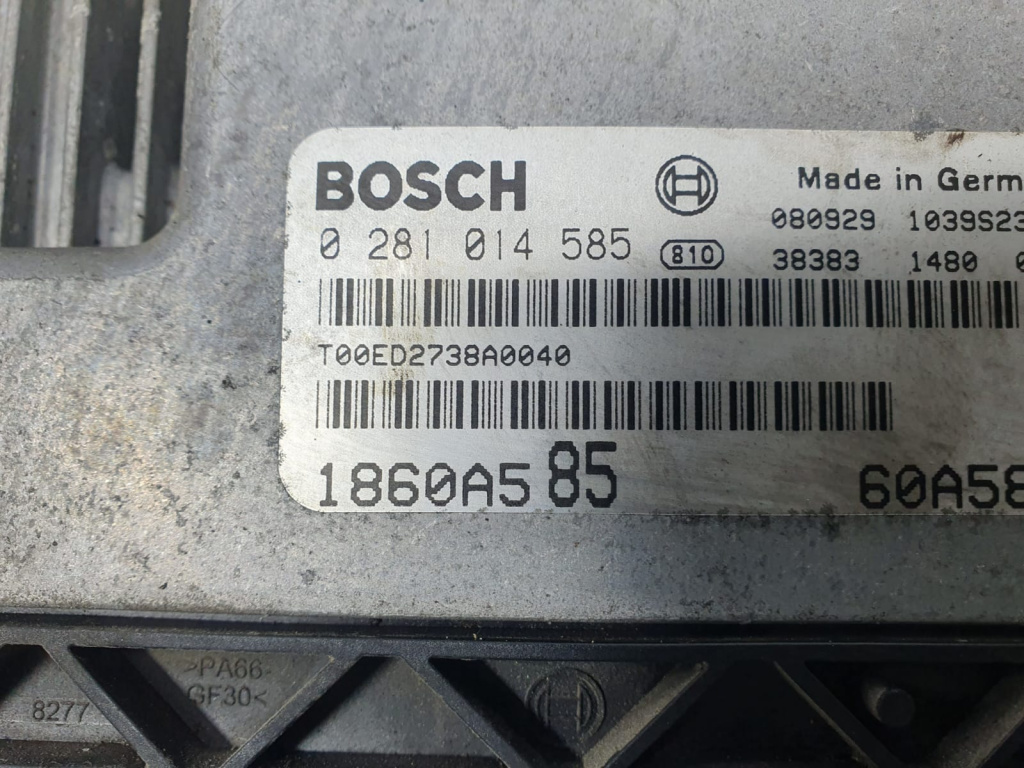 BOSCH
Made in Germ
080929 1039S23
0 281 014 585 810
38383 1480
T00ED2738A0040
1860A585 60A58
>PA66-
GF30<
8277